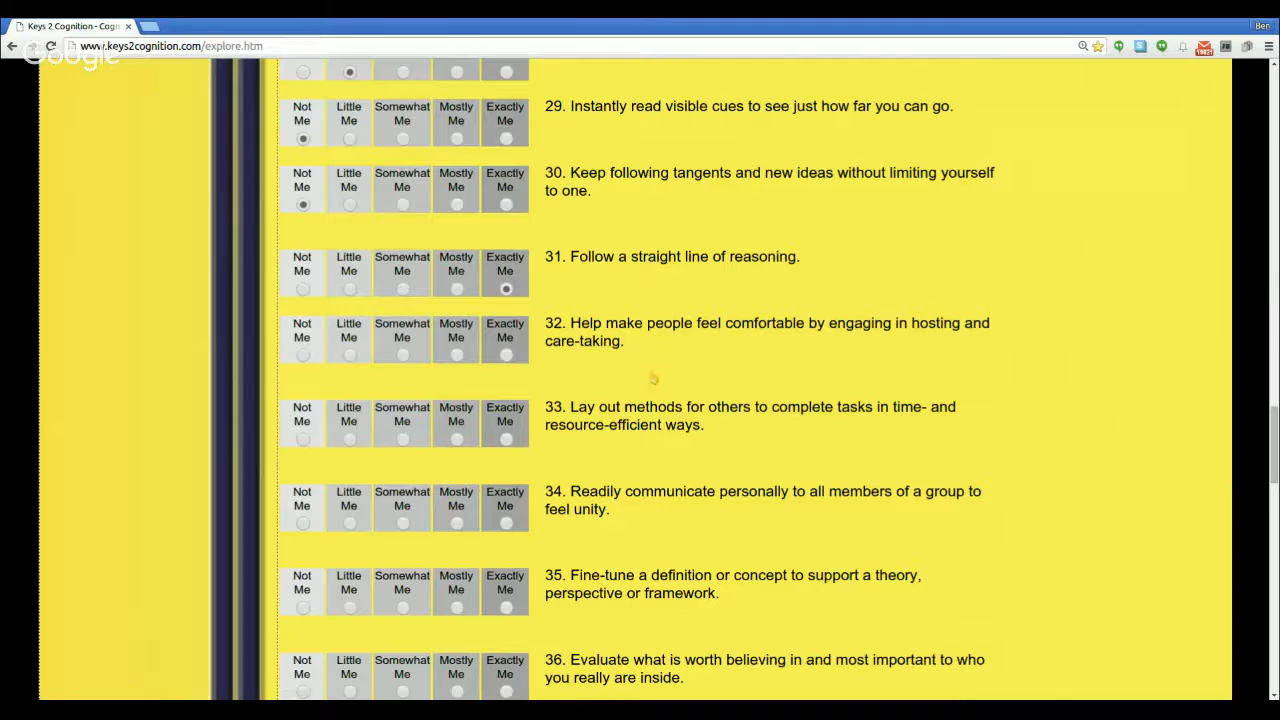 Keys 2 Cognition - Cogn
Ben
www.keys2cognition.com/explore.htm
Google
Not Little Somewhat Mostly Exactly
Me Me Me Me Me
29. Instantly read visible cues to see just how far you can go.
Not Little Somewhat Mostly Exactly
Me Me Me Me Me
30. Keep following tangents and new ideas without limiting yourself
to one.
Not Little Somewhat Mostly Exactly
Me Me Me Me Me
31. Follow a straight line of reasoning.
Not Little Somewhat Mostly Exactly
Me Me Me Me Me
32. Help make people feel comfortable by engaging in hosting and
care-taking.
Not Little Somewhat Mostly Exactly
Me Me Me Me Me
33. Lay out methods for others to complete tasks in time- and
resource-efficient ways.
Not Little Somewhat Mostly Exactly
Me Me Me Me Me
34. Readily communicate personally to all members of a group to
feel unity.
Not Little Somewhat Mostly Exactly
Me Me Me Me Me
35. Fine-tune a definition or concept to support a theory,
perspective or framework.
Not Little Somewhat Mostly Exactly
Me Me Me Me Me
36. Evaluate what is worth believing in and most important to who
you really are inside.